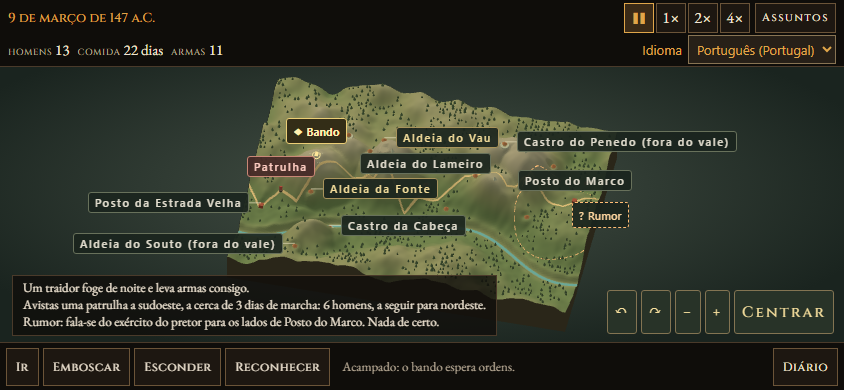 9 DE MARÇO DE 147 A.C.
1× 2× 4× ASSUNTOS
HOMENS 13 COMIDA 22 dias ARMAS 11
Idioma Português (Portugal)
Bando
Aldeia do Vau
Castro do Penedo (fora do vale)
Patrulha
Aldeia do Lameiro
Aldeia da Fonte
Posto do Marco
Posto da Estrada Velha
? Rumor
Castro da Cabeça
Aldeia do Souto (fora do vale)
Um traidor foge de noite e leva armas consigo.
Avistas uma patrulha a sudoeste, a cerca de 3 dias de marcha: 6 homens, a seguir para nordeste.
Rumor: fala-se do exército do pretor para os lados de Posto do Marco. Nada de certo.
− + CENTRAR
IR EMBOSCAR ESCONDER RECONHECER Acampado: o bando espera ordens. DIÁRIO